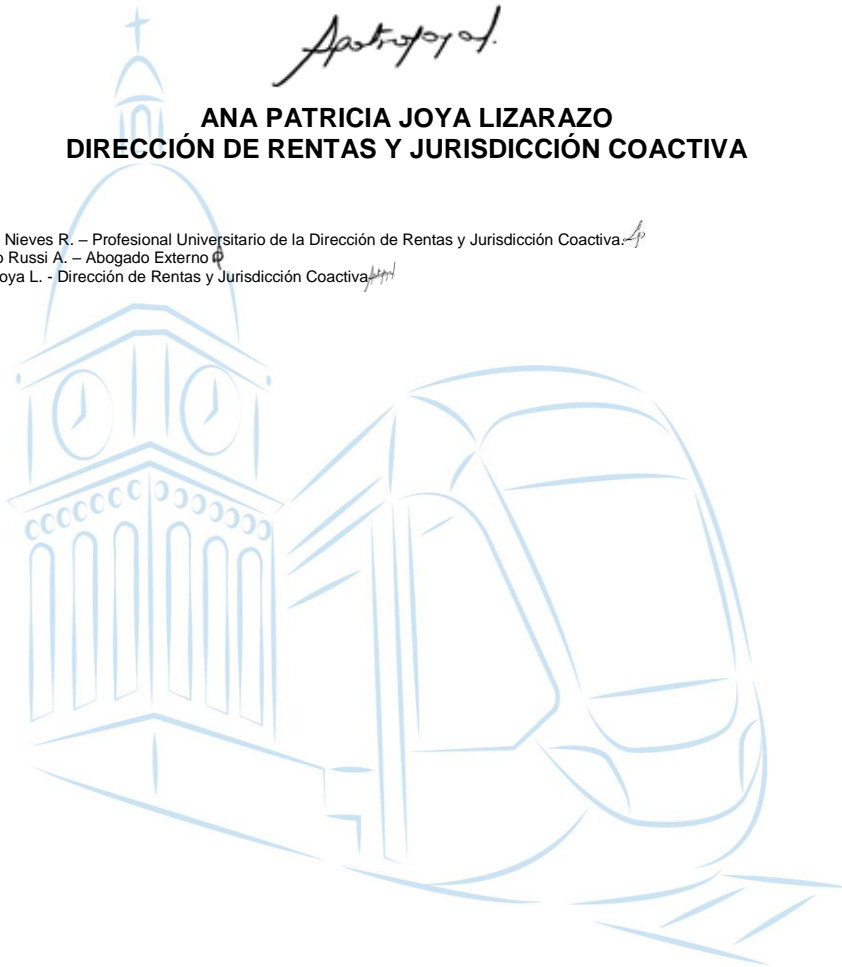 ANA PATRICIA JOYA LIZARAZO
DIRECCIÓN DE RENTAS Y JURISDICCIÓN COACTIVA
Nieves R. – Profesional Universitario de la Dirección de Rentas y Jurisdicción Coactiva.
o Russi A. – Abogado Externo
oya L. - Dirección de Rentas y Jurisdicción Coactiva